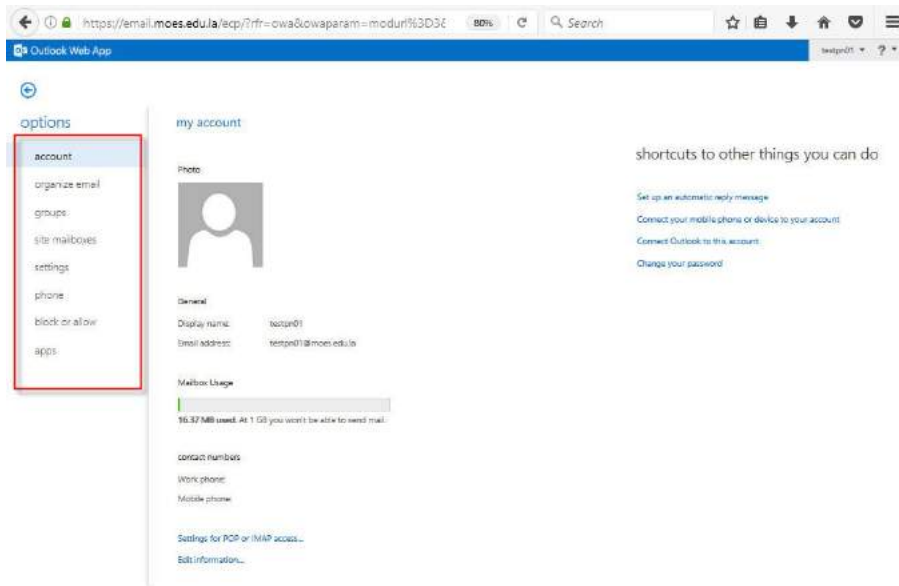 https://email.moes.edu.la/ecp/?rfr=owa&owaparam=modurl%3D3
80%
Search
Outlook Web App
testpn01
?
options
account
organize email
groups
site mailboxes
settings
phone
block or allow
apps
my account
Photo
General
Display name: testpn01
Email address: testpn01@moes.edu.la
Mailbox Usage
16.37 MB used. At 1 GB you won't be able to send mail.
contact numbers
Work phone:
Mobile phone:
Settings for POP or IMAP access...
Edit information...
shortcuts to other things you can do
Set up an automatic reply message
Connect your mobile phone or device to your account
Connect Outlook to this account
Change your password